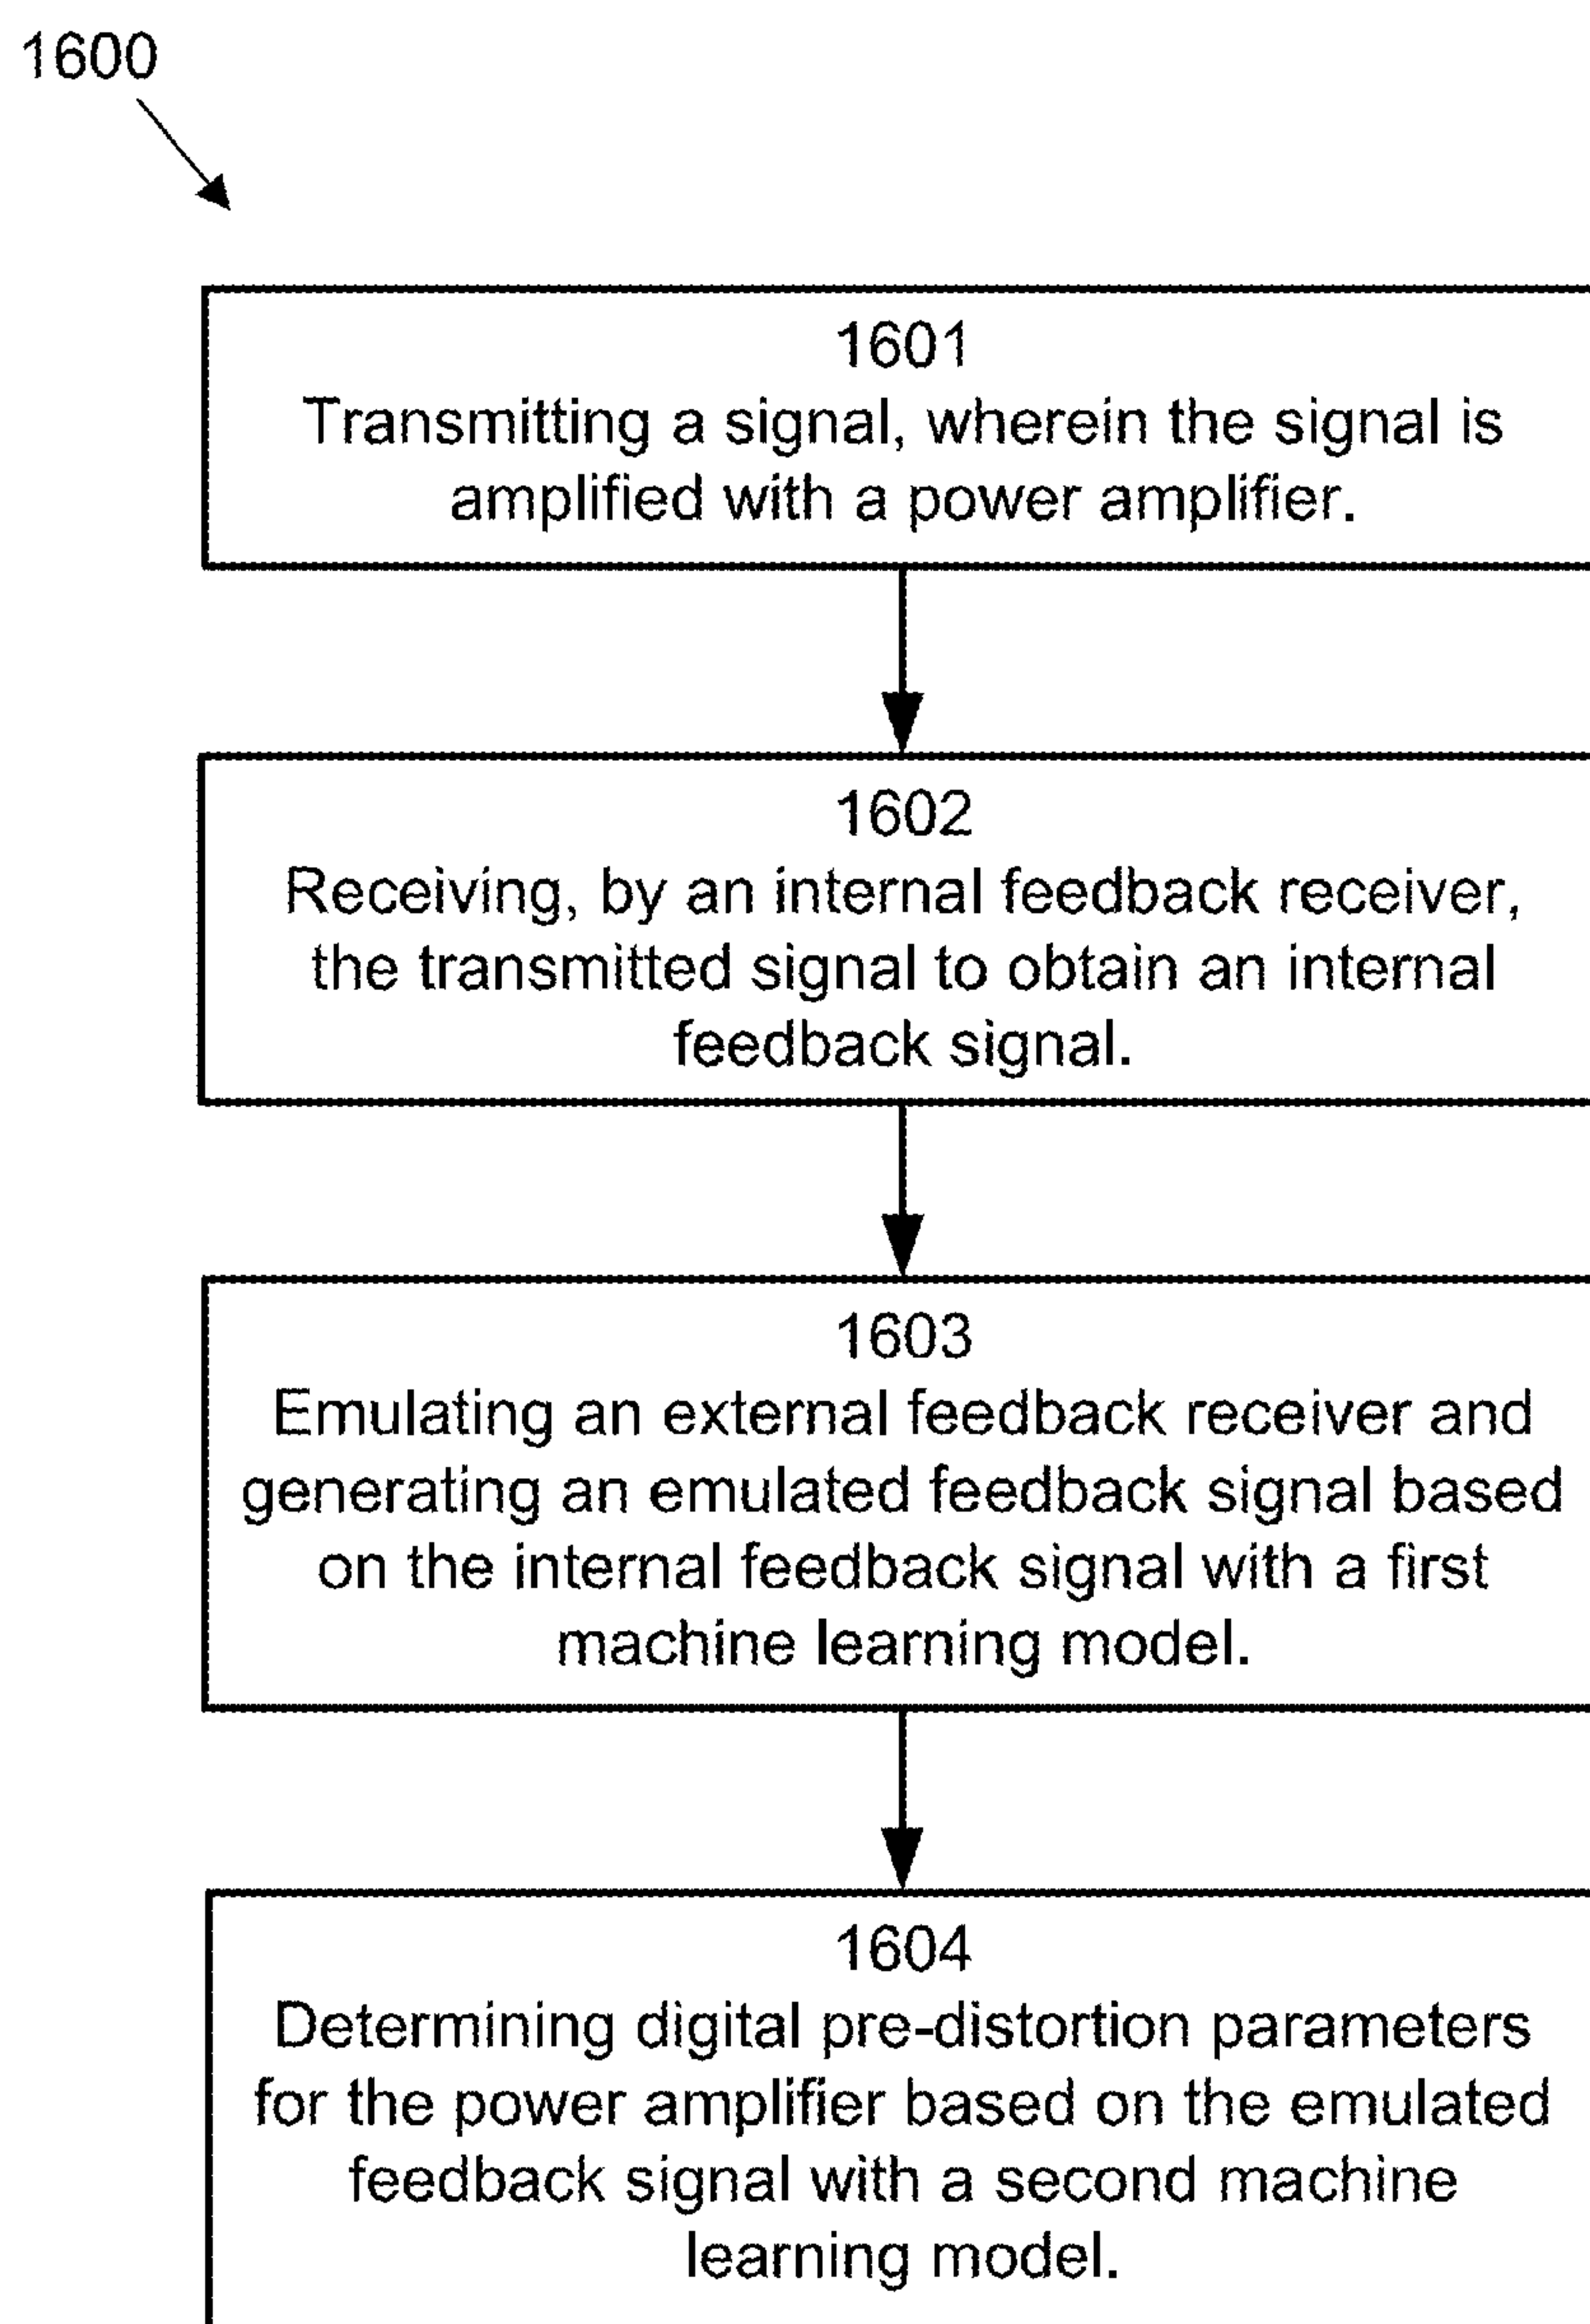 1600
1601
Transmitting a signal, wherein the signal is
amplified with a power amplifier.
1602
Receiving, by an internal feedback receiver,
the transmitted signal to obtain an internal
feedback signal.
1603
Emulating an external feedback receiver and
generating an emulated feedback signal based
on the internal feedback signal with a first
machine learning model.
1604
Determining digital pre-distortion parameters
for the power amplifier based on the emulated
feedback signal with a second machine
learning model.